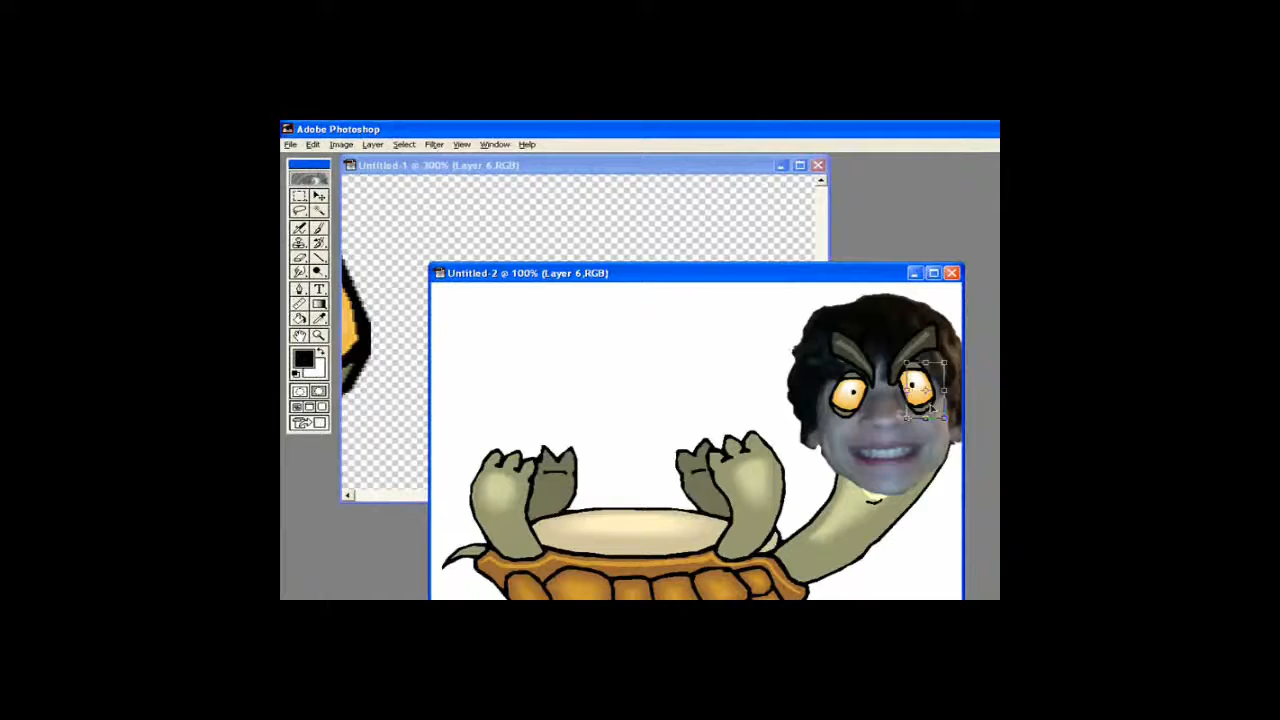 Adobe Photoshop
File Edit Image Layer Select Filter View Window Help
Untitled-1 @ 300% (Layer 6,RGB)
Untitled-2 @ 100% (Layer 6,RGB)
T